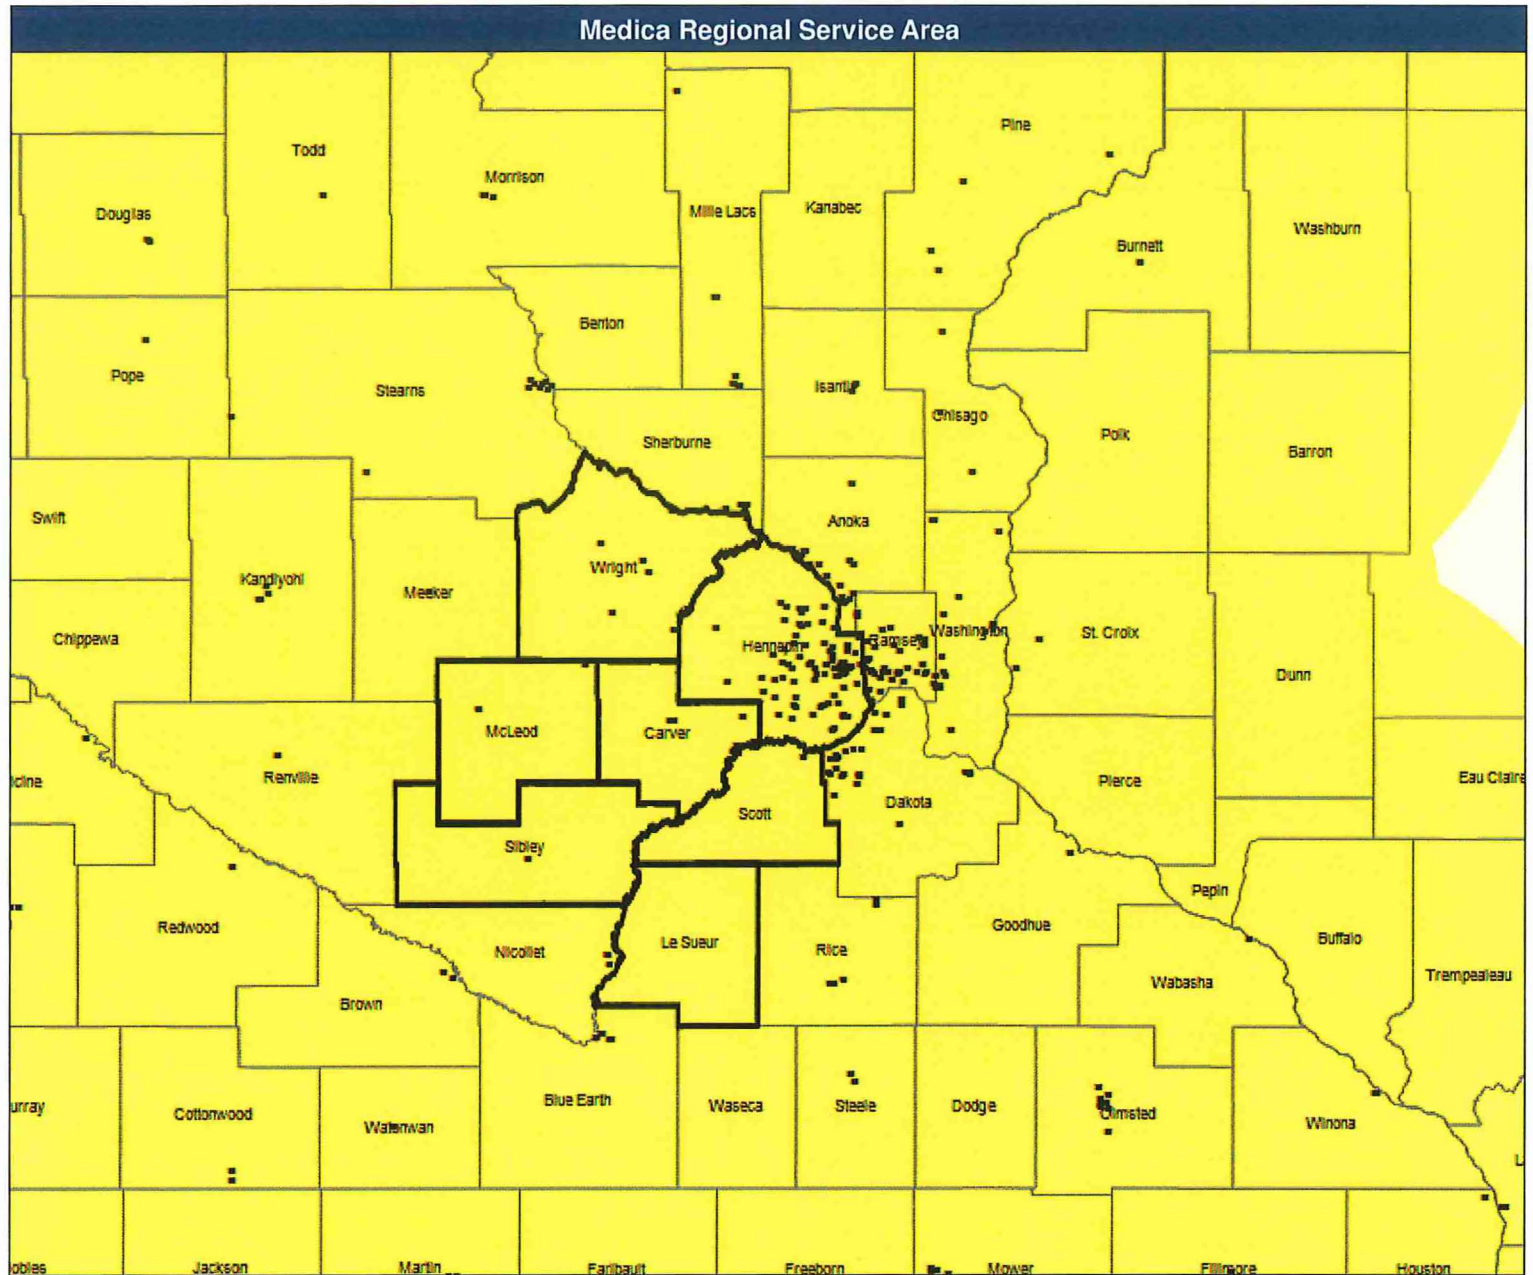 Medica Regional Service Area
Pine
Todd
Morrison
Mille Lacs
Kanabec
Douglas
Washburn
Burnett
Benton
Pope
Stearns
Isanti
Chisago
Polk
Sherburne
Barron
Swift
Anoka
Wright
Kandiyohi
Meeker
Chippewa
Hennepin
Ramsey
Washington
St. Croix
Dunn
McLeod
Carver
icine
Renville
Pierce
Eau Claire
Dakota
Scott
Sibley
Pepin
Redwood
Goodhue
Buffalo
Nicollet
Le Sueur
Rice
Trempealeau
Wabasha
Brown
Blue Earth
Waseca
Steele
Dodge
urray
Cottonwood
Olmsted
Watonwan
Winona
L
obles
Jackson
Martin
Faribault
Freeborn
Mower
Fillmore
Houston